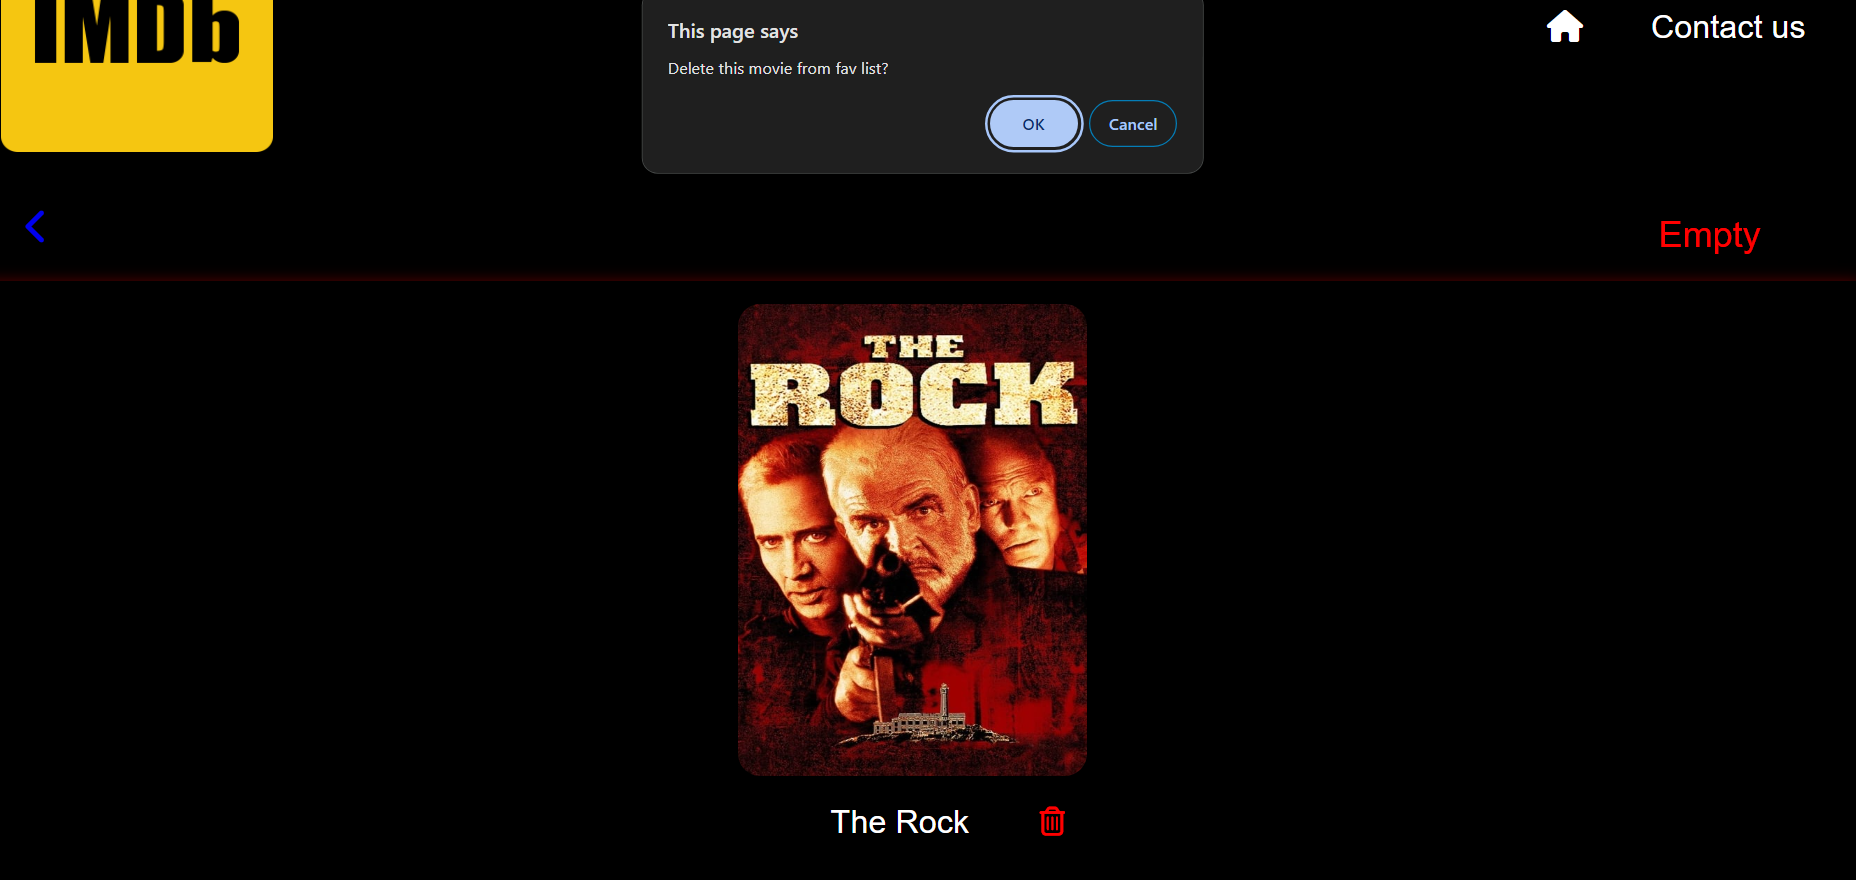 IMDb
This page says
Delete this movie from fav list?
OK
Cancel
Contact us
Empty
THE
ROCK
The Rock